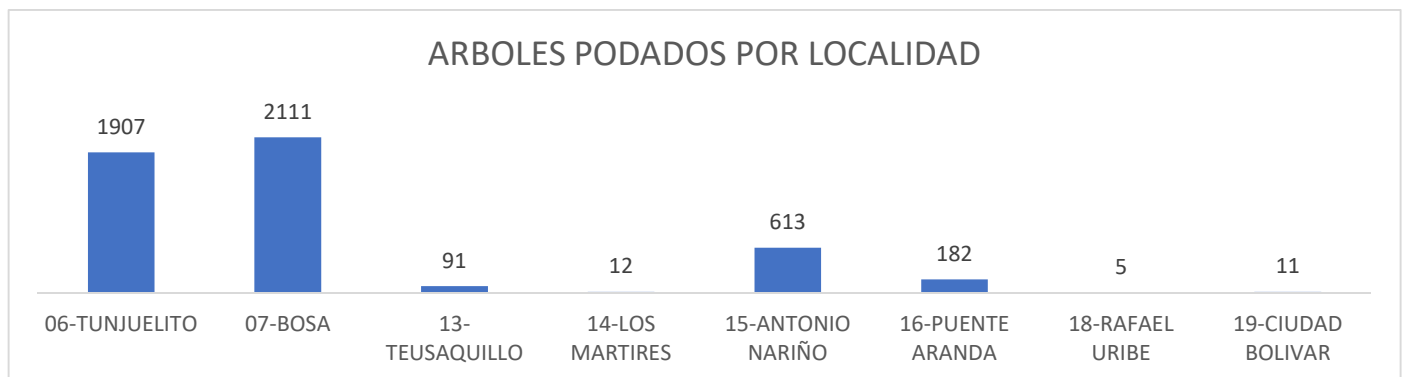 ARBOLES PODADOS POR LOCALIDAD
1907
2111
91
12
613
182
5
11
06-TUNJUELITO
07-BOSA
13-
TEUSAQUILLO
14-LOS
MARTIRES
15-ANTONIO
NARIÑO
16-PUENTE
ARANDA
18-RAFAEL
URIBE
19-CIUDAD
BOLIVAR